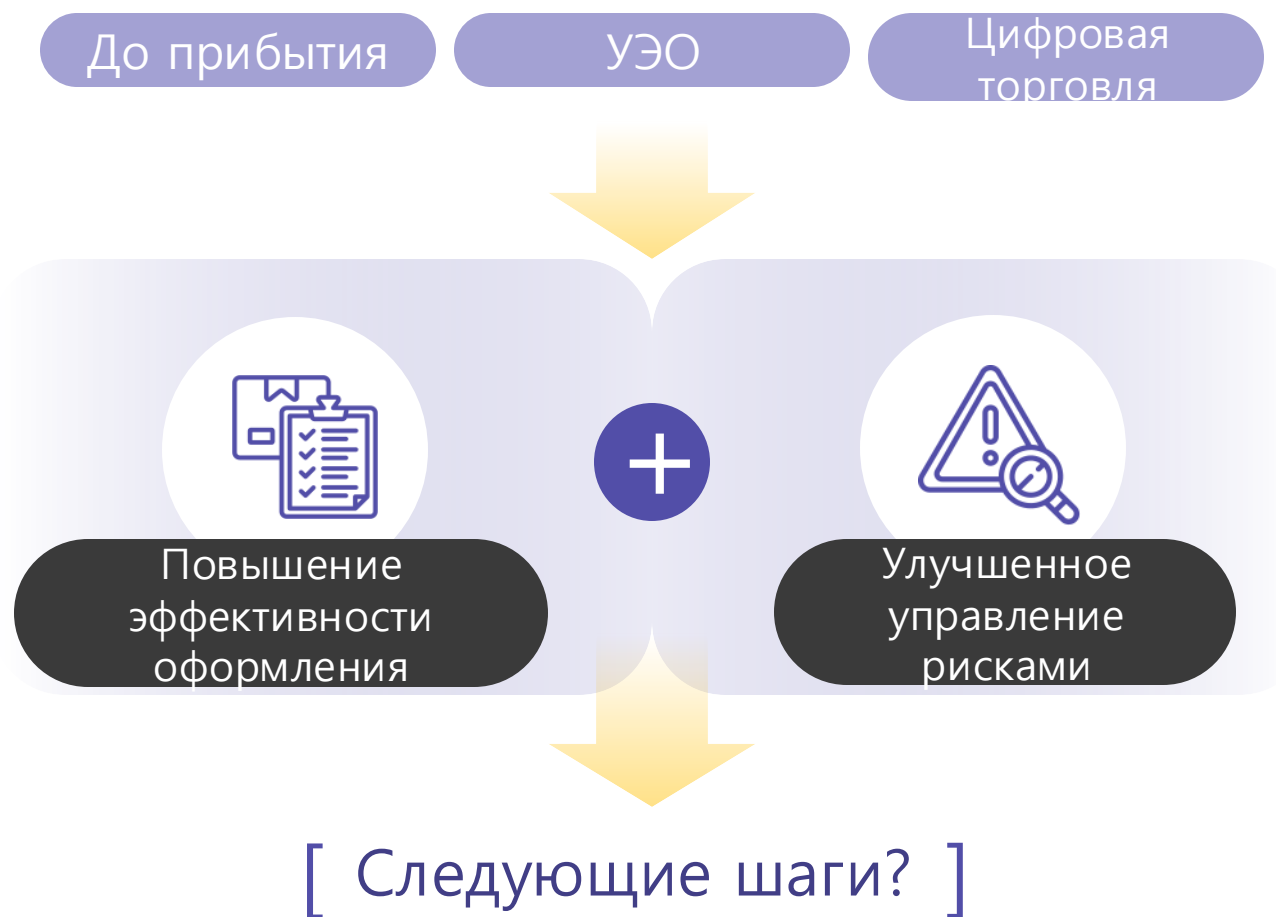 До прибытия
УЭО
Цифровая
торговля
+
Повышение
эффективности
оформления
Улучшенное
управление
рисками
[ Следующие шаги? ]